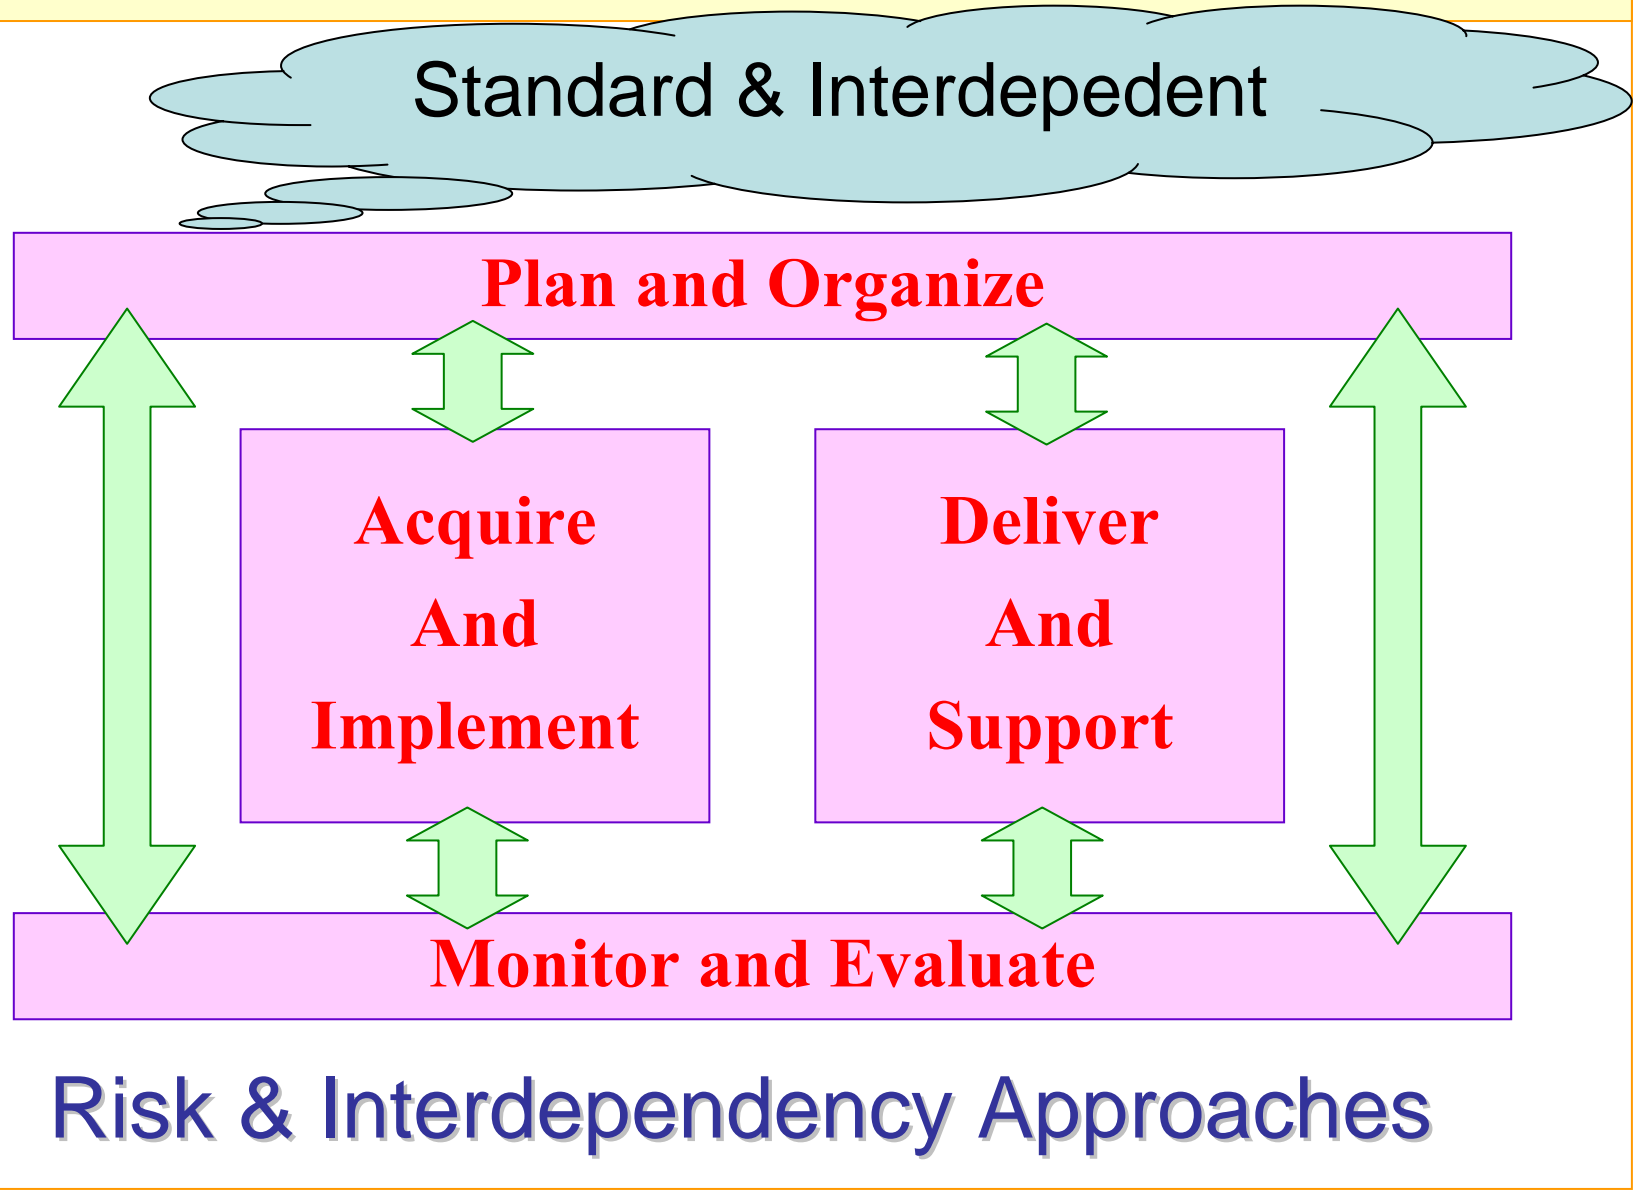 Standard & Interdepedent
Plan and Organize
Acquire
And
Implement
Deliver
And
Support
Monitor and Evaluate
Risk & Interdependency Approaches